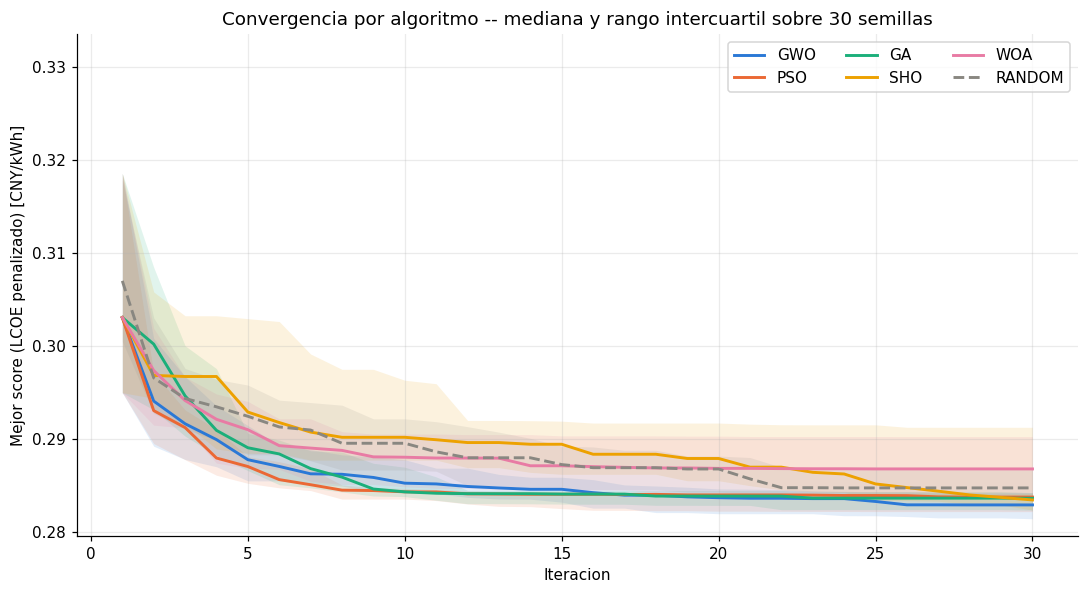 Convergencia por algoritmo -- mediana y rango intercuartil sobre 30 semillas
GWO GA WOA
PSO SHO RANDOM
Mejor score (LCOE penalizado) [CNY/kWh]
0.33
0.32
0.31
0.30
0.29
0.28
0 5 10 15 20 25 30
Iteracion